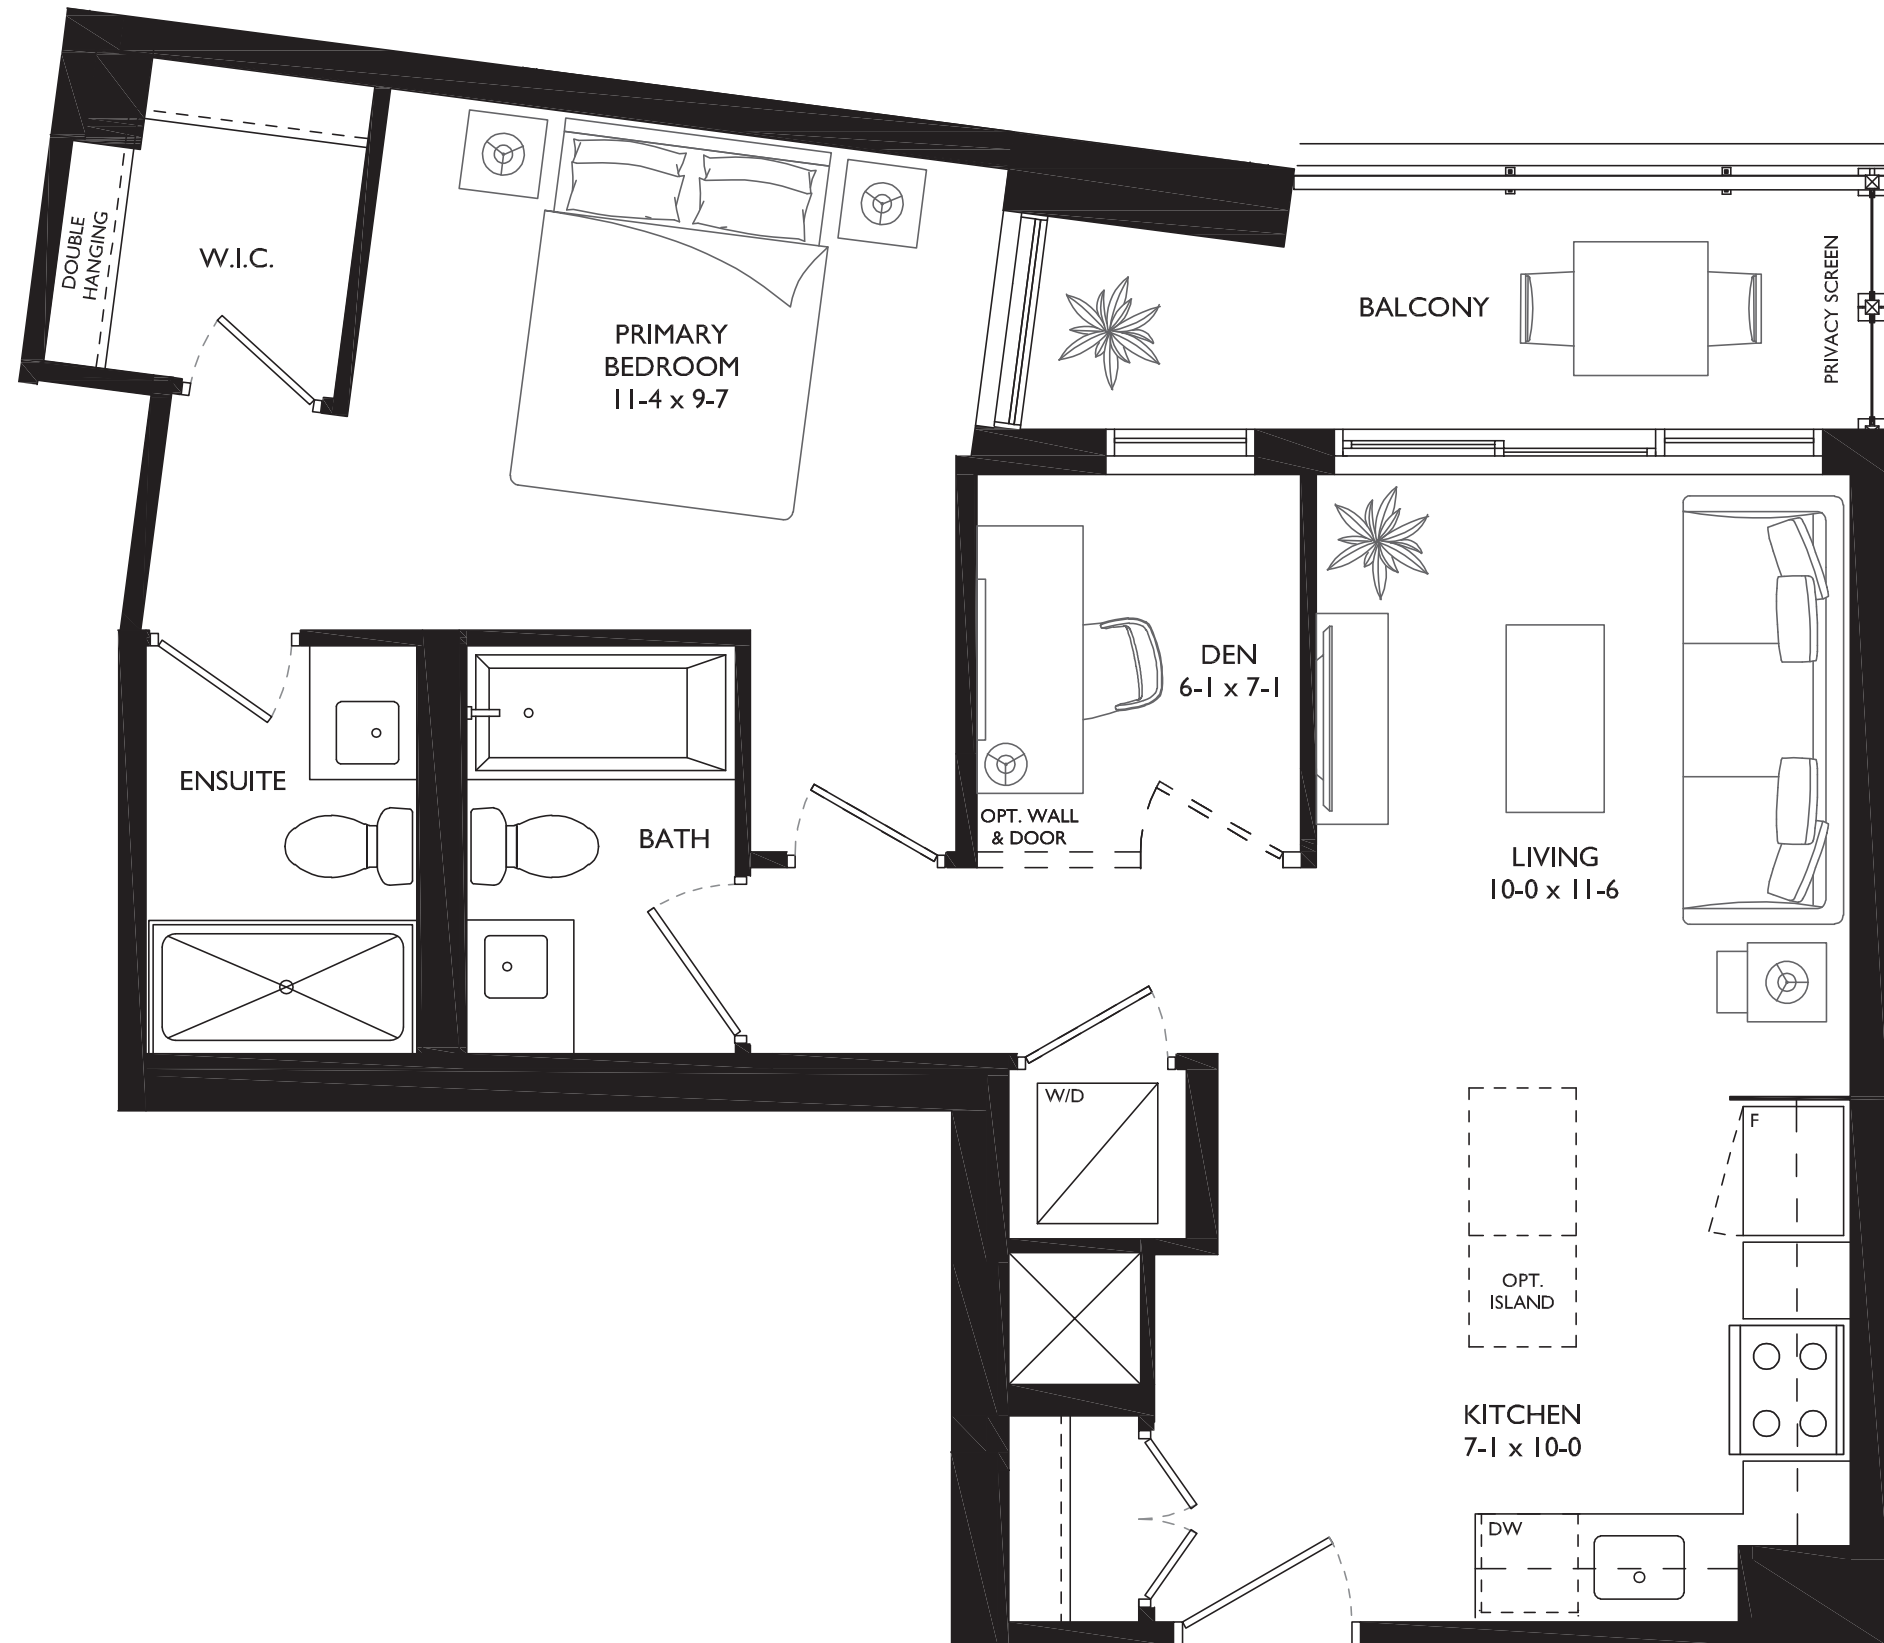 DOUBLE
HANGING
W.I.C.
PRIMARY
BEDROOM
11-4 x 9-7
BALCONY
PRIVACY SCREEN
DEN
6-1 x 7-1
OPT. WALL
& DOOR
ENSUITE
BATH
LIVING
10-0 x 11-6
W/D
F
OPT.
ISLAND
KITCHEN
7-1 x 10-0
DW